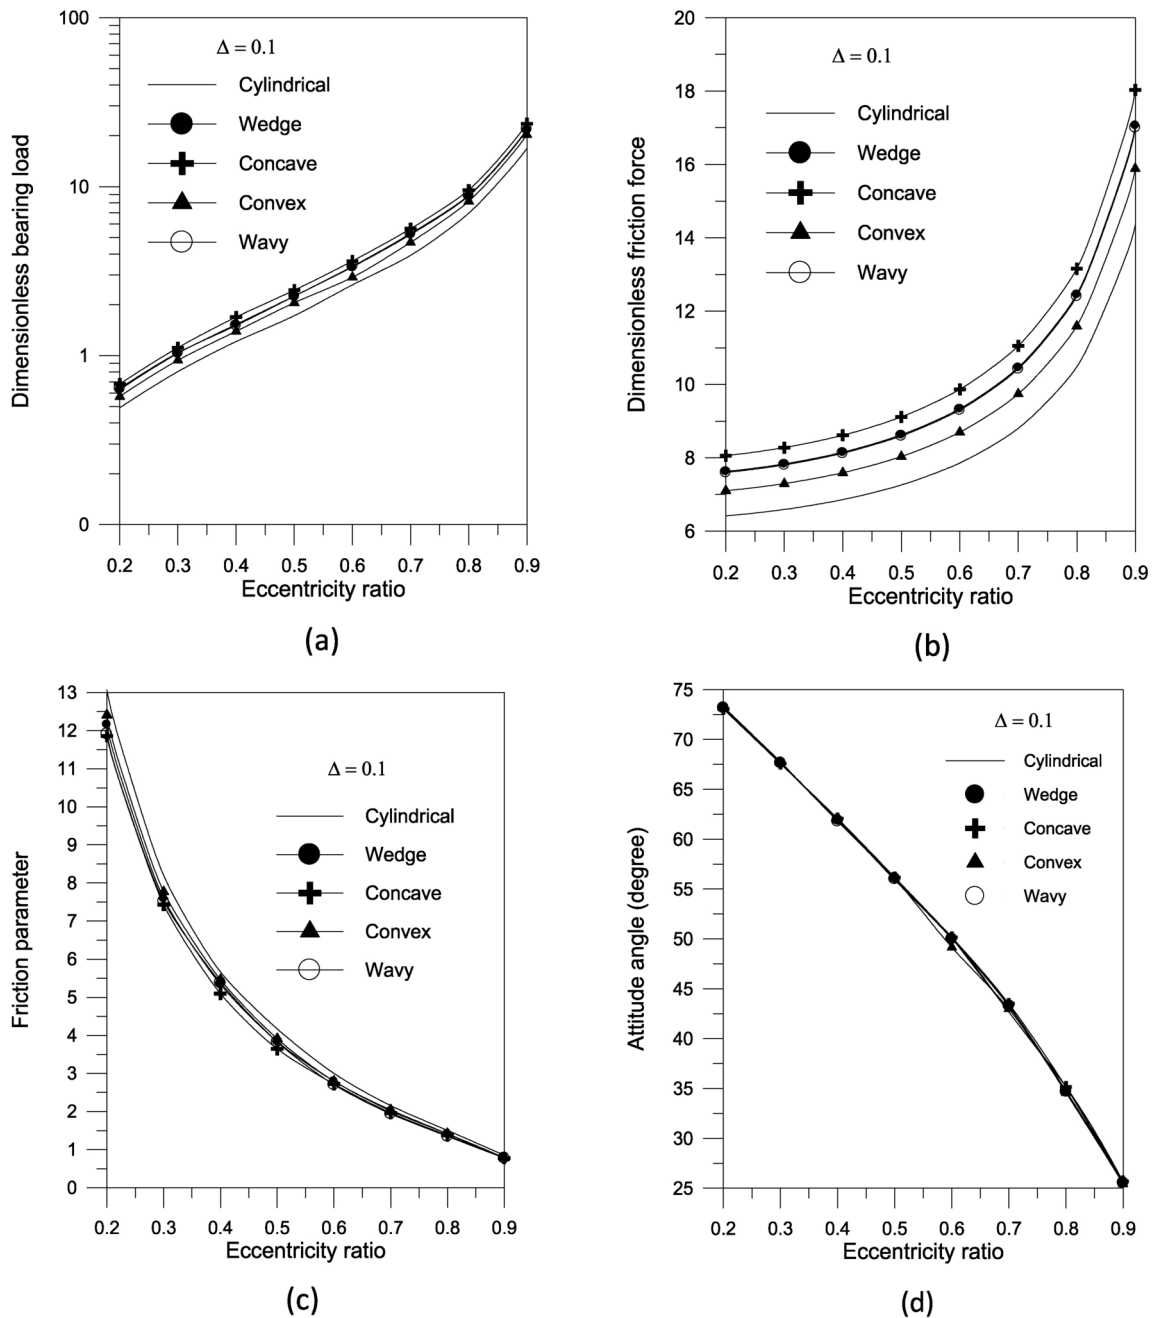 100
10
1
0
Dimensionless bearing load
Δ = 0.1
Cylindrical
Wedge
Concave
Convex
Wavy
0.2 0.3 0.4 0.5 0.6 0.7 0.8 0.9
Eccentricity ratio
(a)
20
18
16
14
12
10
8
6
Dimensionless friction force
Δ = 0.1
Cylindrical
Wedge
Concave
Convex
Wavy
0.2 0.3 0.4 0.5 0.6 0.7 0.8 0.9
Eccentricity ratio
(b)
13
12
11
10
9
8
7
6
5
4
3
2
1
0
Friction parameter
Δ = 0.1
Cylindrical
Wedge
Concave
Convex
Wavy
0.2 0.3 0.4 0.5 0.6 0.7 0.8 0.9
Eccentricity ratio
(c)
75
70
65
60
55
50
45
40
35
30
25
Attitude angle (degree)
Δ = 0.1
Cylindrical
Wedge
Concave
Convex
Wavy
0.2 0.3 0.4 0.5 0.6 0.7 0.8 0.9
Eccentricity ratio
(d)